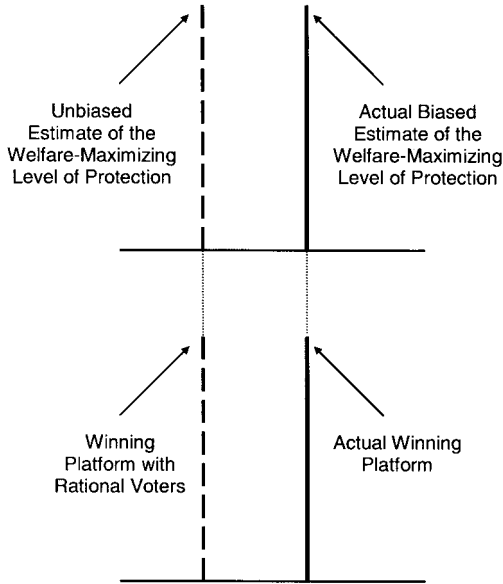 Unbiased
Estimate of the
Welfare-Maximizing
Level of Protection
Actual Biased
Estimate of the
Welfare-Maximizing
Level of Protection
Winning
Platform with
Rational Voters
Actual Winning
Platform